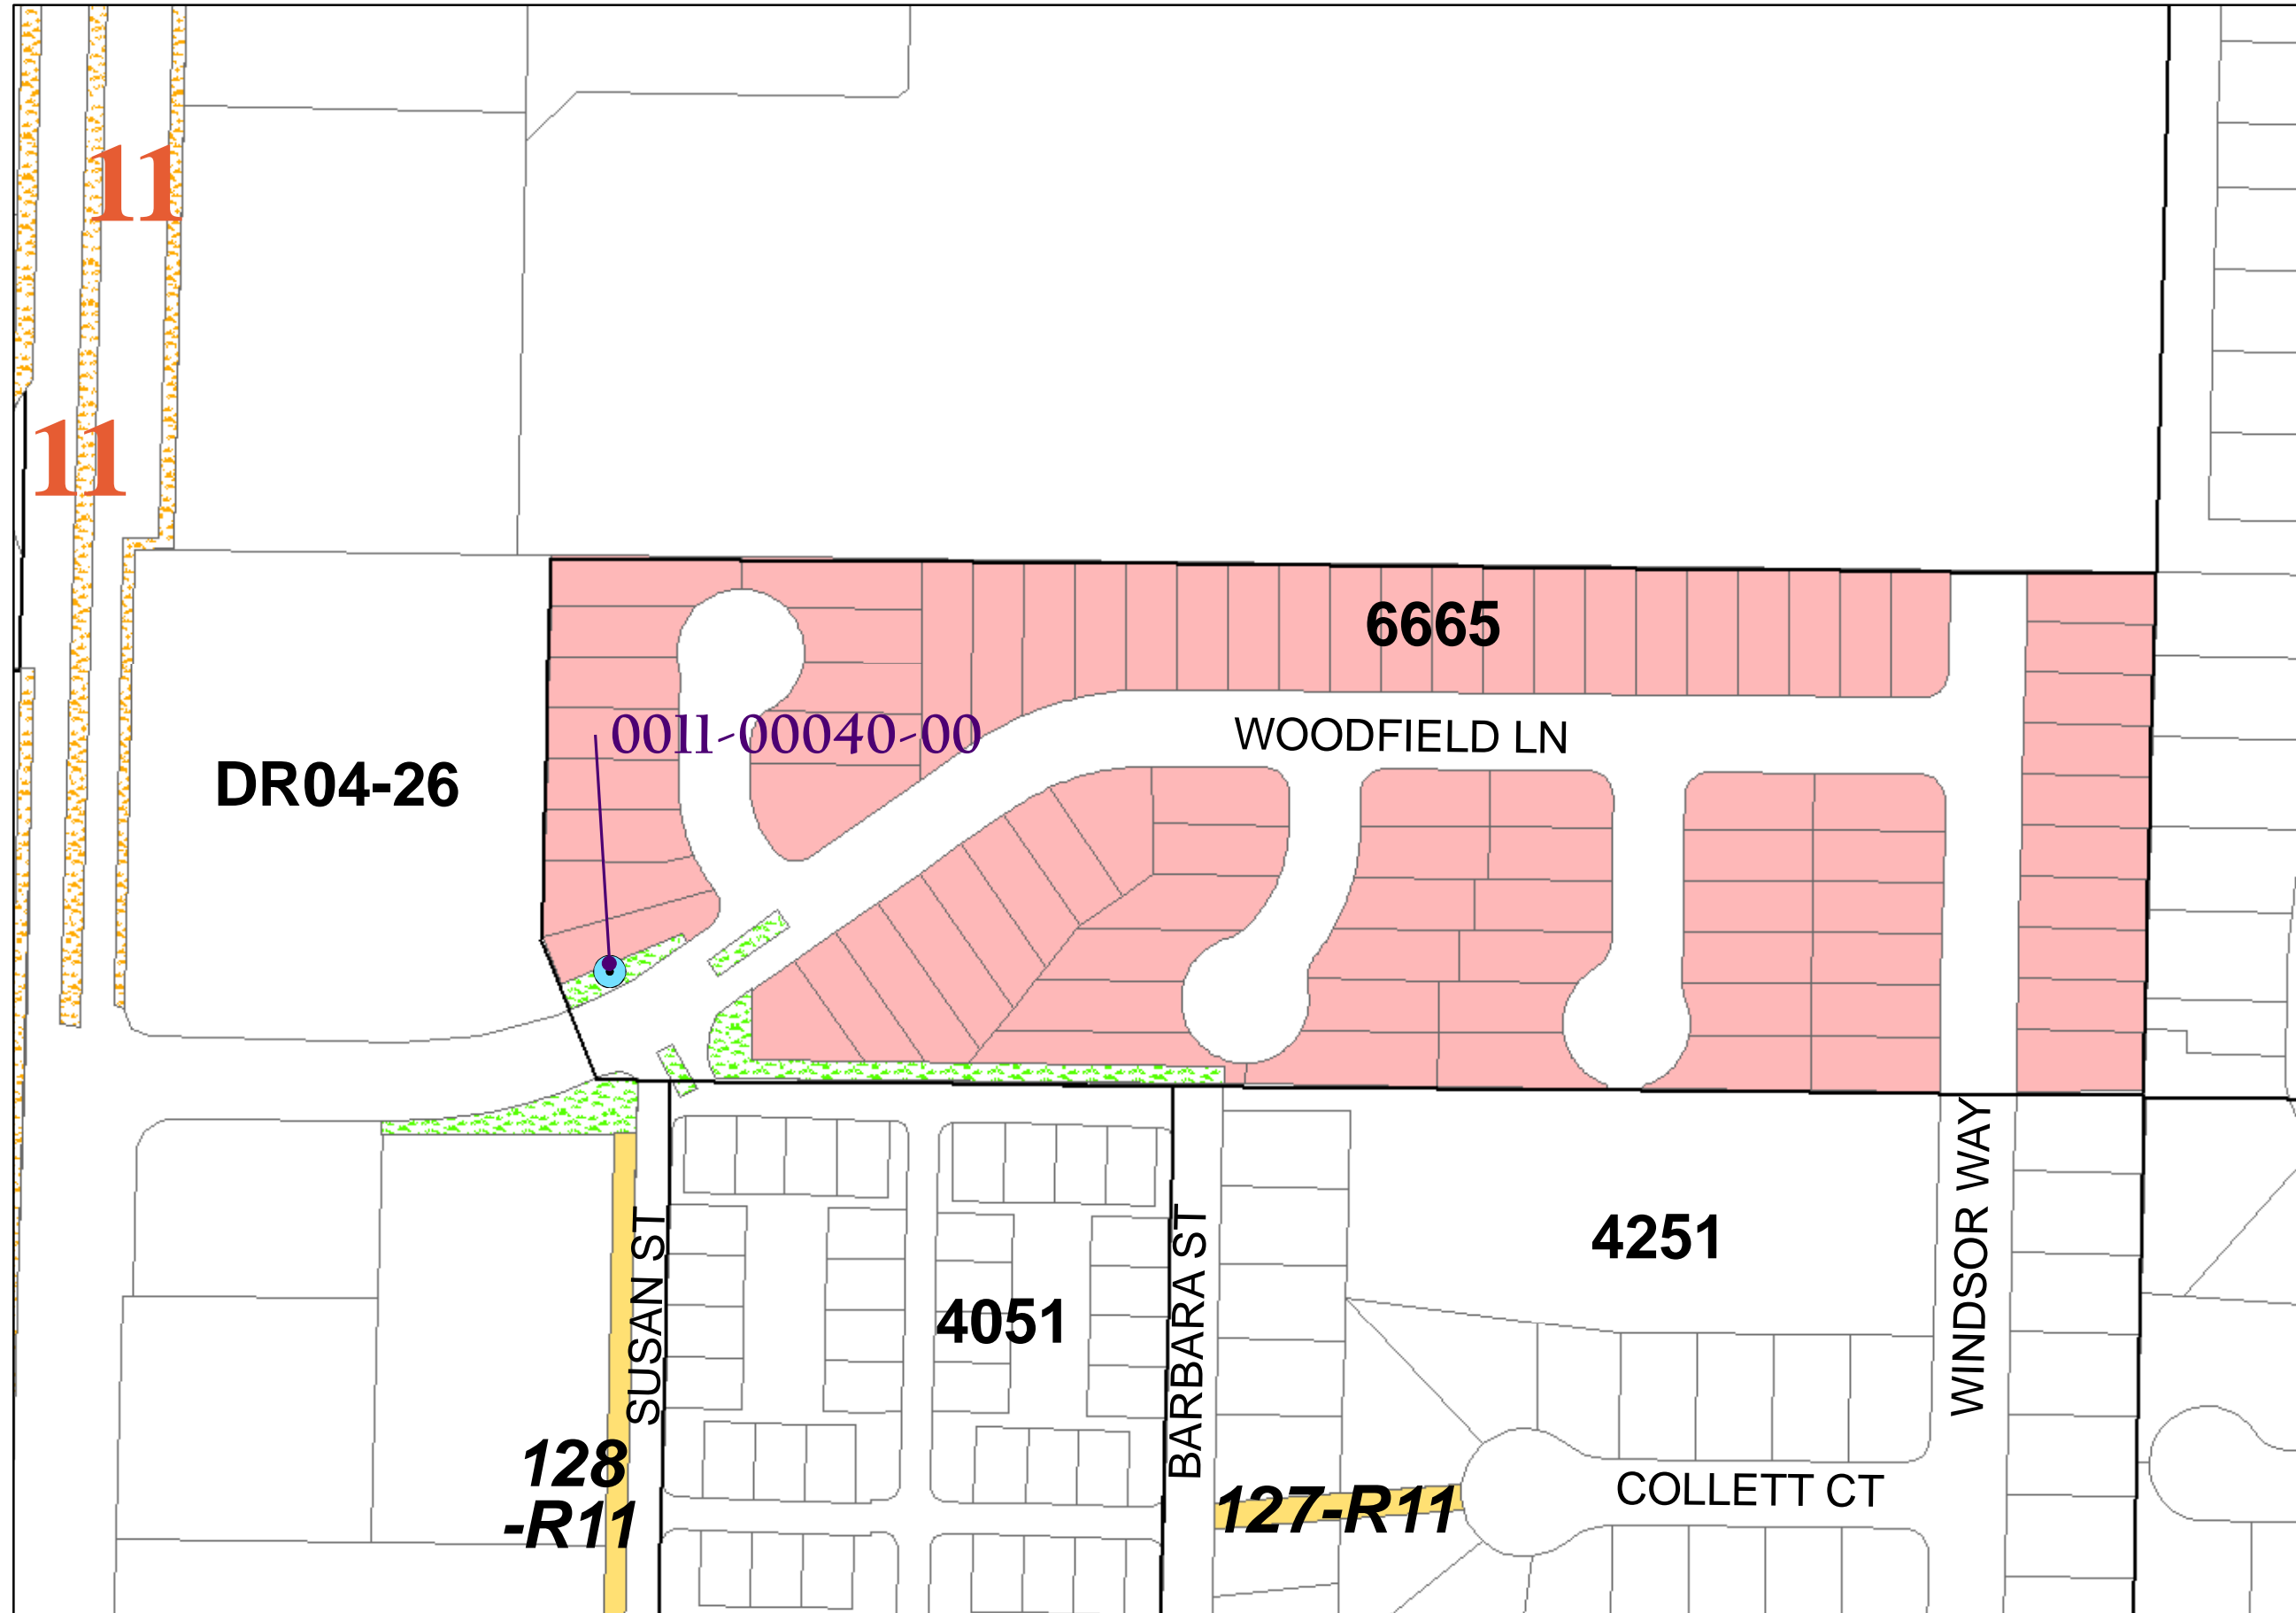 11
11
6665
0011-00040-00
WOODFIELD LN
DR04-26
4251
WINDSOR WAY
4051
SUSAN ST
BARBARA ST
128
-R11
127-R11
COLLETT CT